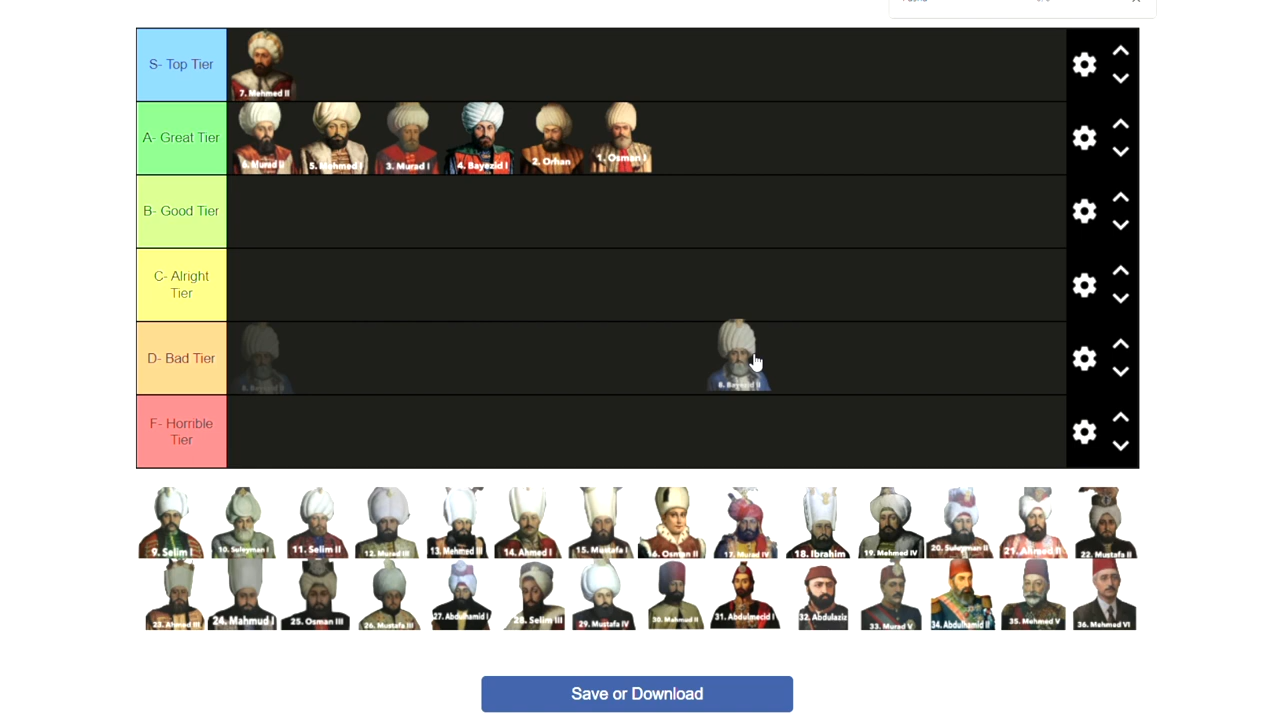 S- Top Tier
7. Mehmed II
A- Great Tier
6. Murad II
5. Mehmed I
3. Murad I
4. Bayezid I
2. Orhan
1. Osman I
B- Good Tier
C- Alright
Tier
D- Bad Tier
8. Bayezid II
8. Bayezid II
F- Horrible
Tier
9. Selim I
10. Suleyman I
11. Selim II
12. Murad III
13. Mehmed III
14. Ahmed I
15. Mustafa I
16. Osman II
17. Murad IV
18. Ibrahim
19. Mehmed IV
20. Suleyman II
21. Ahmed II
22. Mustafa II
23. Ahmed III
24. Mahmud I
25. Osman III
26. Mustafa III
27. Abdulhamid I
28. Selim III
29. Mustafa IV
30. Mahmud II
31. Abdulmecid I
32. Abdulaziz
33. Murad V
34. Abdulhamid II
35. Mehmed V
36. Mehmed VI
Save or Download